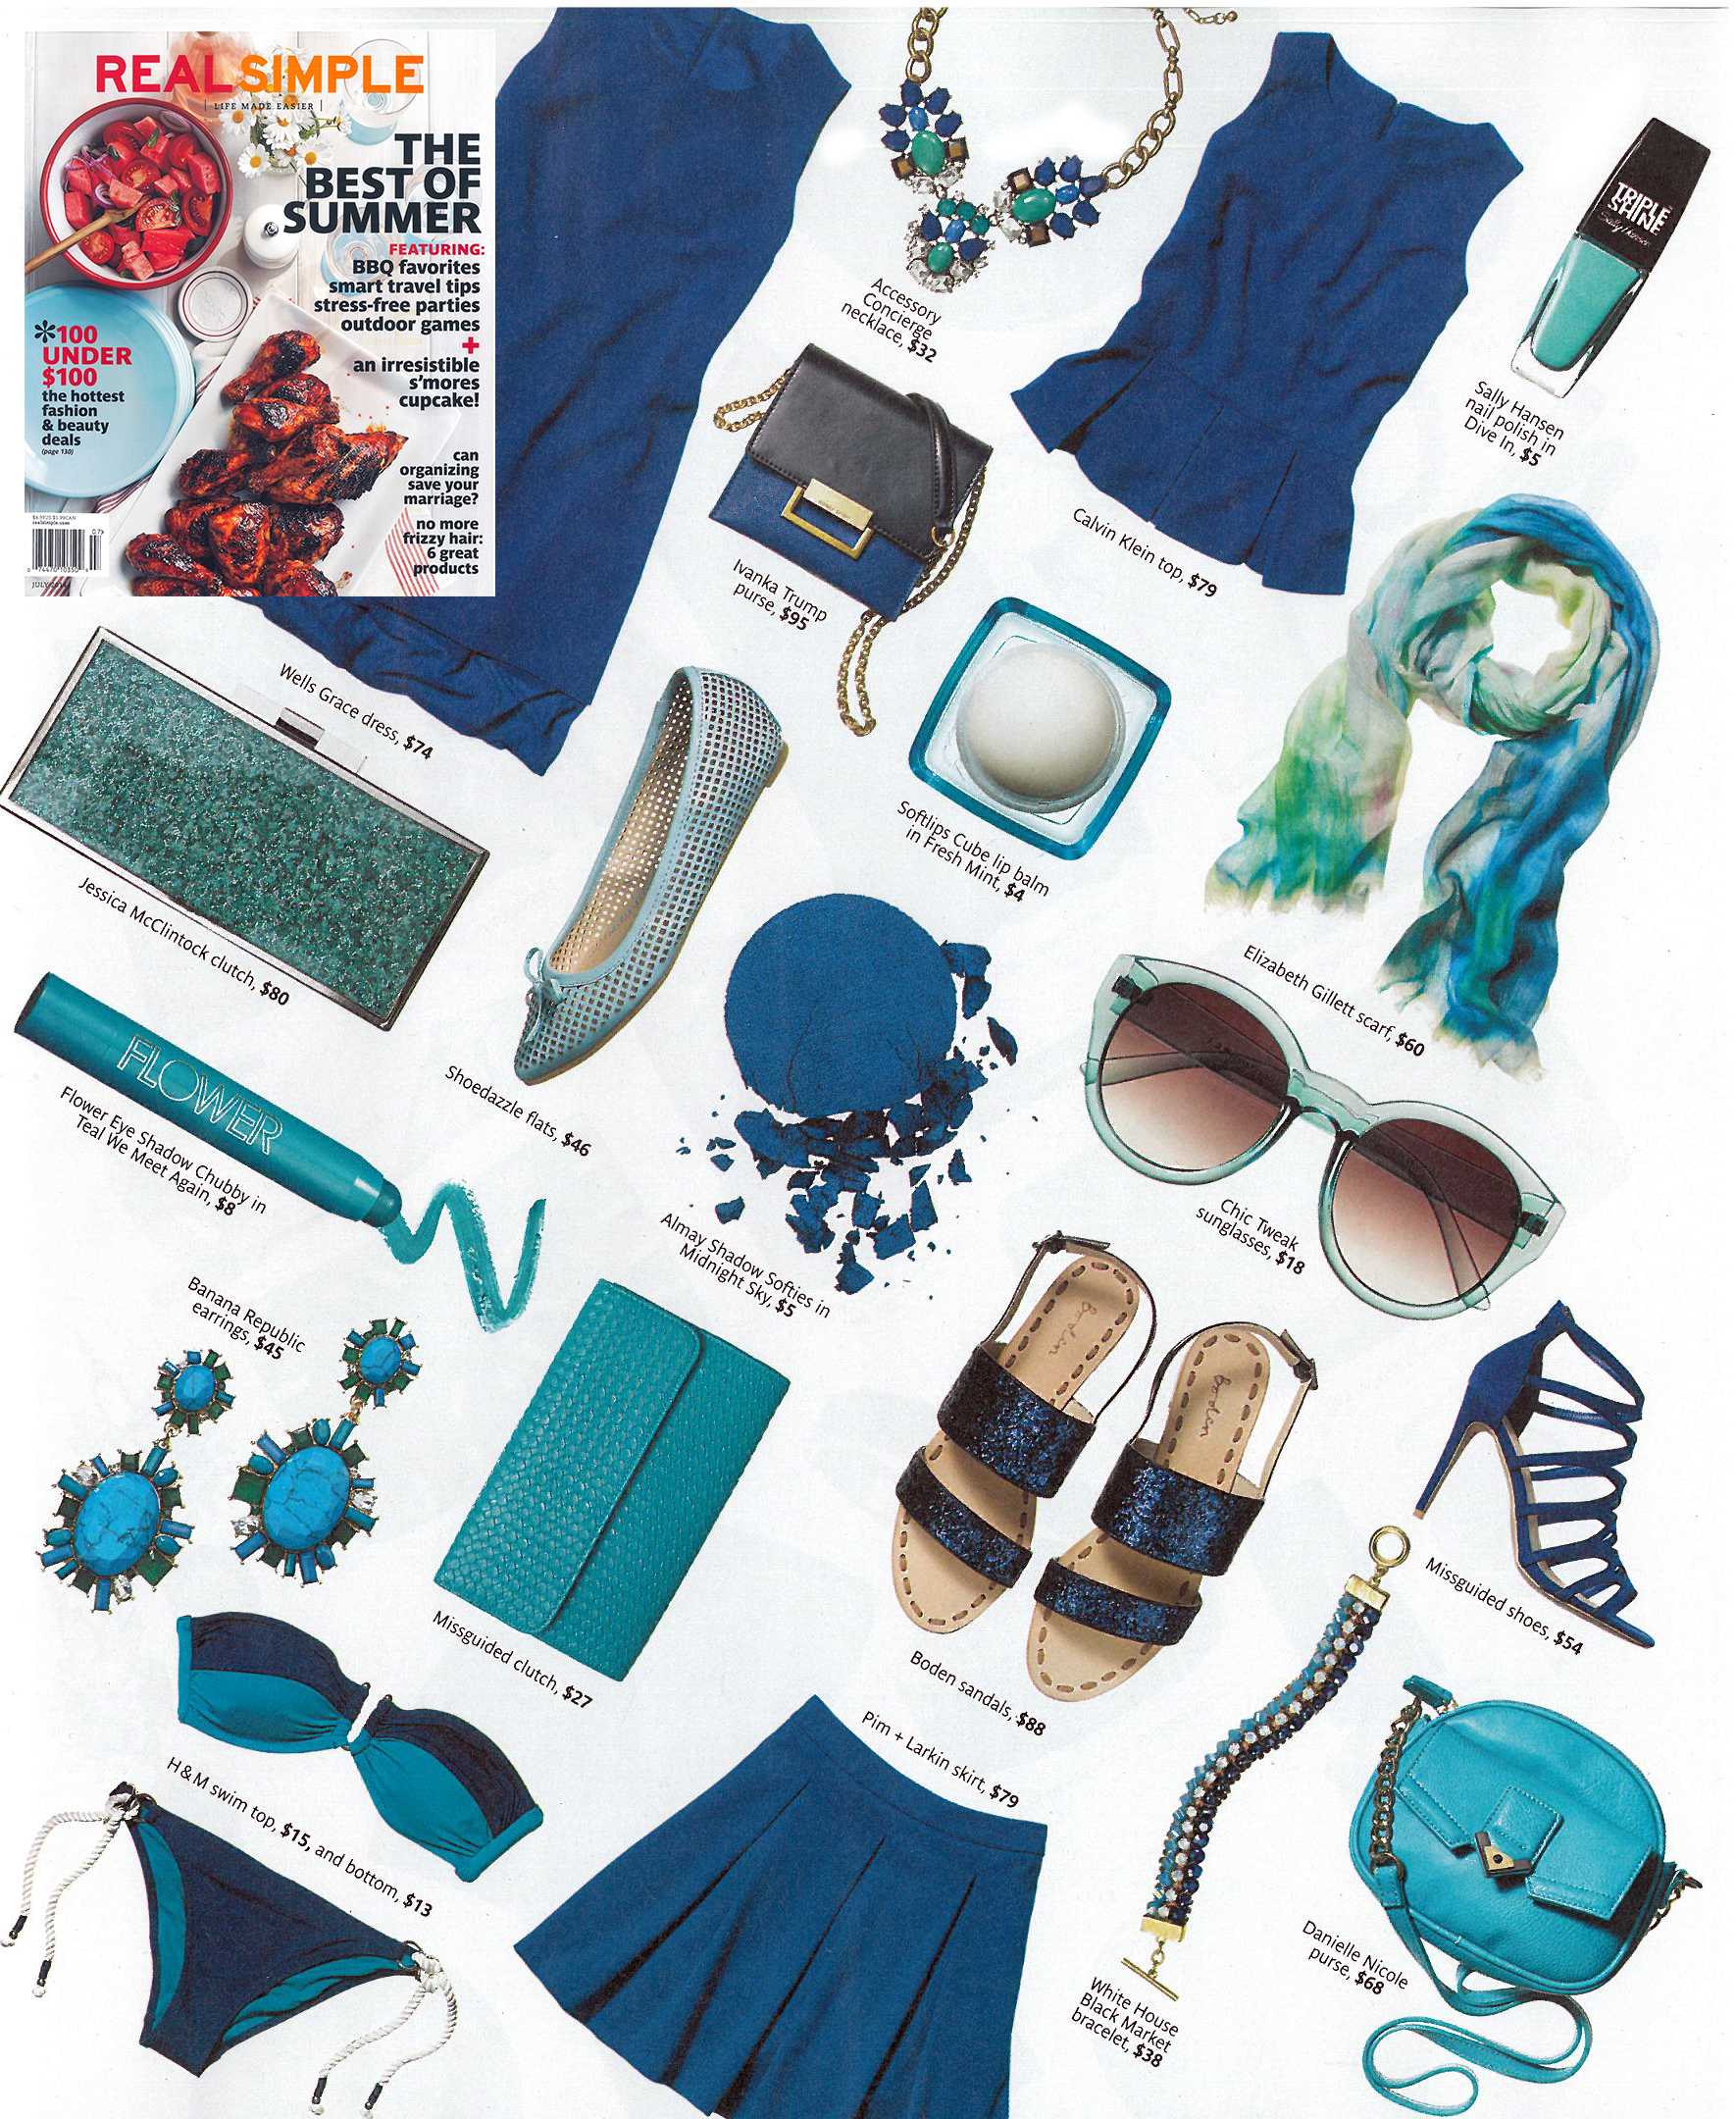 REAL SIMPLE
LIFE MADE EASIER
THE
BEST OF
SUMMER
FEATURING:
BBQ favorites
smart travel tips
stress-free parties
outdoor games
+
an irresistible
s'mores
cupcake!
*100
UNDER
$100
the hottest
fashion
& beauty
deals
(page 130)
can
organizing
save your
marriage?
no more
frizzy hair:
6 great
products
realsimple.com
Accessory
Concierge
necklace, $32
TRIPLE
SHINE
Sally Hansen
Sally Hansen
nail polish in
Dive In, $5
Calvin Klein top, $79
Ivanka Trump
purse, $95
Wells Grace dress, $74
Softlips Cube lip balm
in Fresh Mint, $4
Jessica McClintock clutch, $80
Elizabeth Gillett scarf, $60
FLOWER
Flower Eye Shadow Chubby in
Teal We Meet Again, $8
Shoedazzle flats, $46
Almay Shadow Softies in
Midnight Sky, $5
Chic Tweak
sunglasses, $18
Banana Republic
earrings, $45
boden
boden
Missguided clutch, $27
Boden sandals, $88
Missguided shoes, $54
H&M swim top, $15, and bottom, $13
Pim + Larkin skirt, $79
White House
Black Market
bracelet, $38
Danielle Nicole
purse, $68